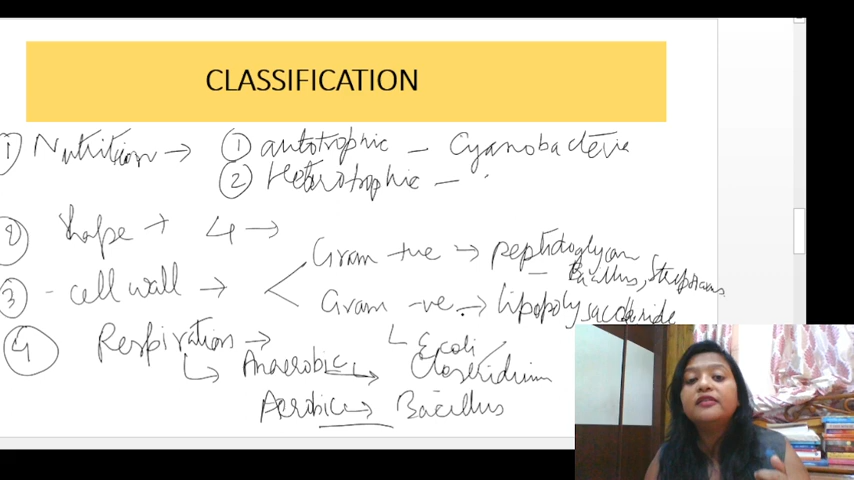 CLASSIFICATION
① Nutrition → ① autotrophic - Cyanobacteria
② Heterotrophic -
② Shape → 4 →
Gram +ve → peptidoglycan
- Bacillus,
③ - cell wall →
Gram -ve. → lipopolysaccharide
④ Respiration →
Ecoli
Anaerobic → Clostridium
Aerobic → Bacillus